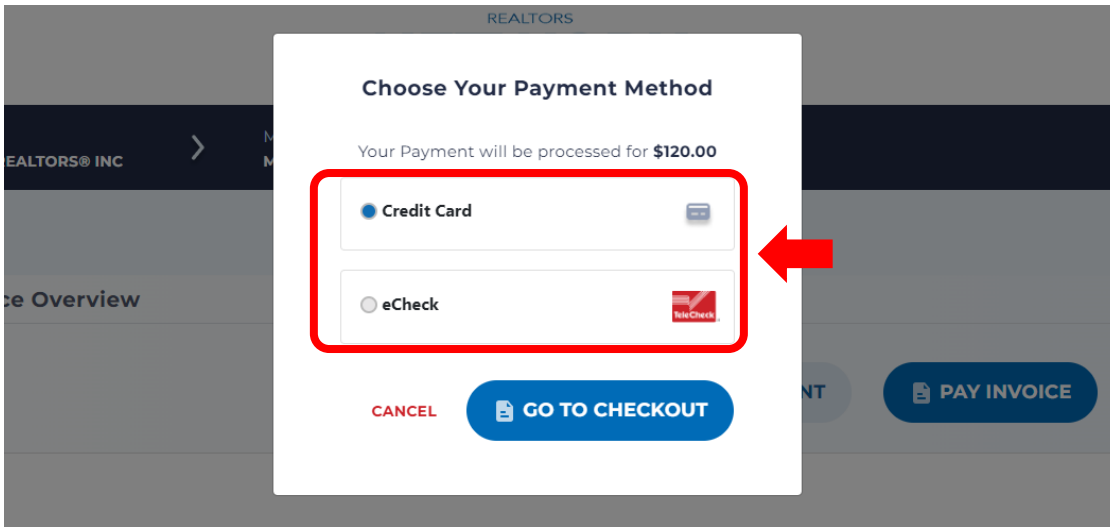 REALTORS
Choose Your Payment Method
M
REALTORS® INC
M
Your Payment will be processed for $120.00
Credit Card
ce Overview
eCheck
TeleCheck
NT
PAY INVOICE
CANCEL
GO TO CHECKOUT